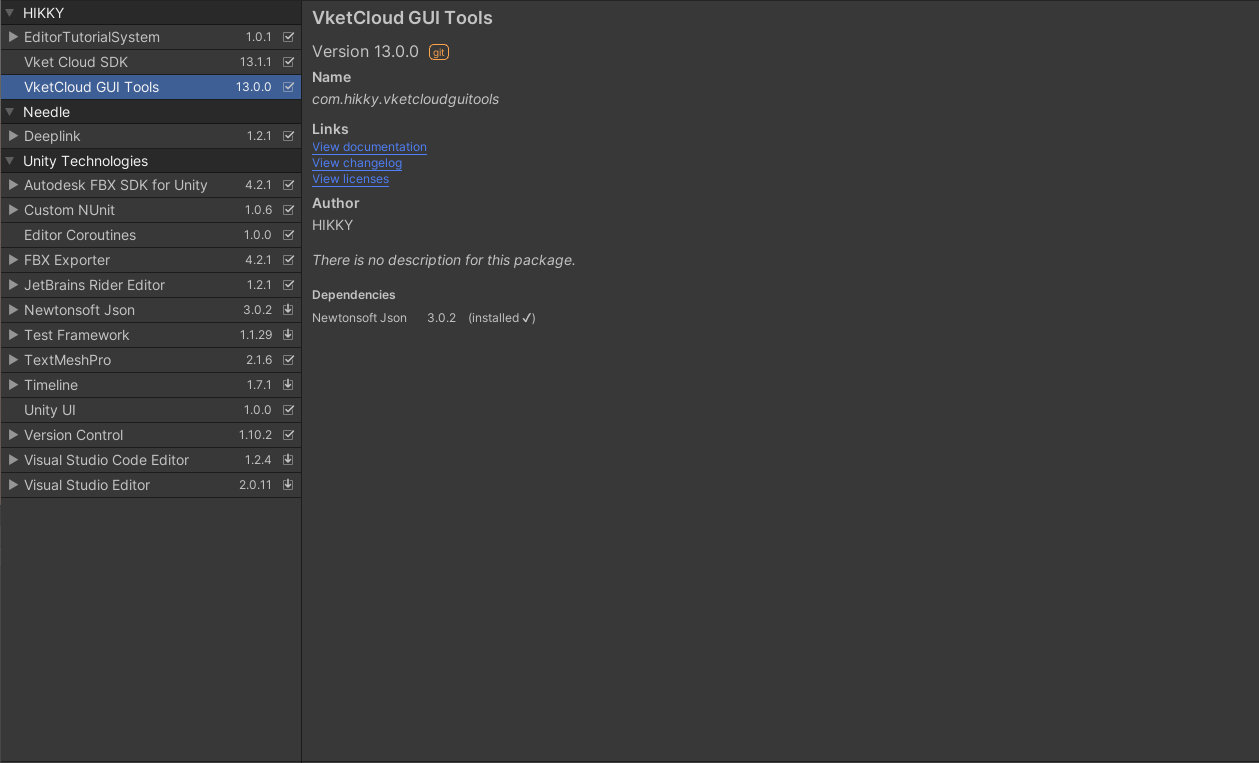 HIKKY
EditorTutorialSystem 1.0.1
Vket Cloud SDK 13.1.1
VketCloud GUI Tools 13.0.0
Needle
Deeplink 1.2.1
Unity Technologies
Autodesk FBX SDK for Unity 4.2.1
Custom NUnit 1.0.6
Editor Coroutines 1.0.0
FBX Exporter 4.2.1
JetBrains Rider Editor 1.2.1
Newtonsoft Json 3.0.2
Test Framework 1.1.29
TextMeshPro 2.1.6
Timeline 1.7.1
Unity UI 1.0.0
Version Control 1.10.2
Visual Studio Code Editor 1.2.4
Visual Studio Editor 2.0.11
VketCloud GUI Tools
Version 13.0.0 git
Name
com.hikky.vketcloudguitools
Links
View documentation
View changelog
View licenses
Author
HIKKY
There is no description for this package.
Dependencies
Newtonsoft Json 3.0.2 (installed ✓)